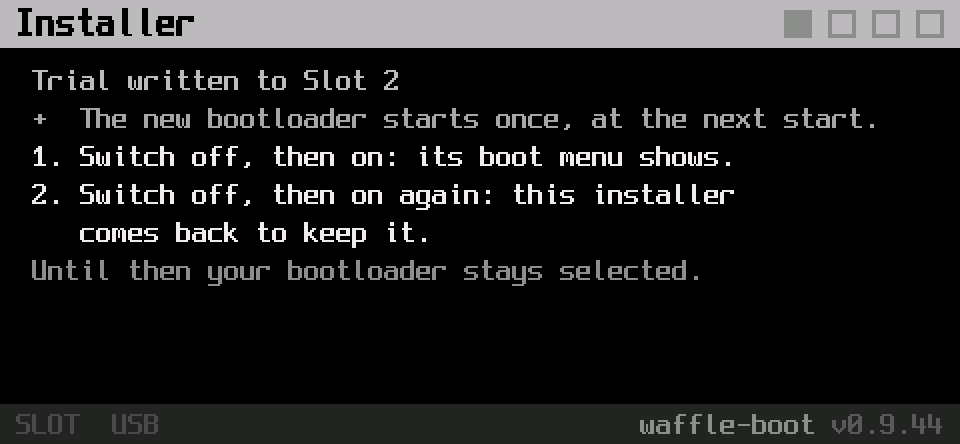 Installer
Trial written to Slot 2
+ The new bootloader starts once, at the next start.
1. Switch off, then on: its boot menu shows.
2. Switch off, then on again: this installer
comes back to keep it.
Until then your bootloader stays selected.
SLOT USB waffle-boot v0.9.44